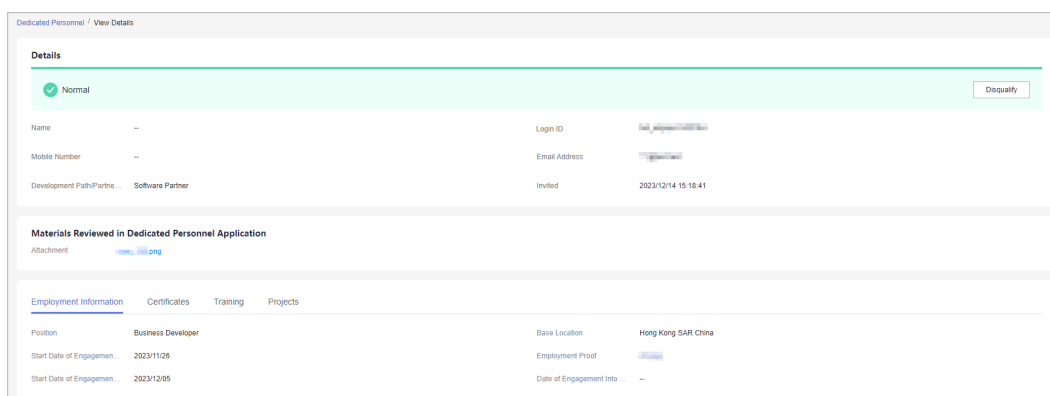 Dedicated Personnel / View Details
Details
Normal
Disqualify
Name -- Login ID
Mobile Number -- Email Address
Development Path/Partne... Software Partner Invited 2023/12/14 15:18:41
Materials Reviewed in Dedicated Personnel Application
Attachment .png
Employment Information Certificates Training Projects
Position Business Developer Base Location Hong Kong SAR China
Start Date of Engagemen... 2023/11/26 Employment Proof
Start Date of Engagemen... 2023/12/05 Date of Engagement Into ... --